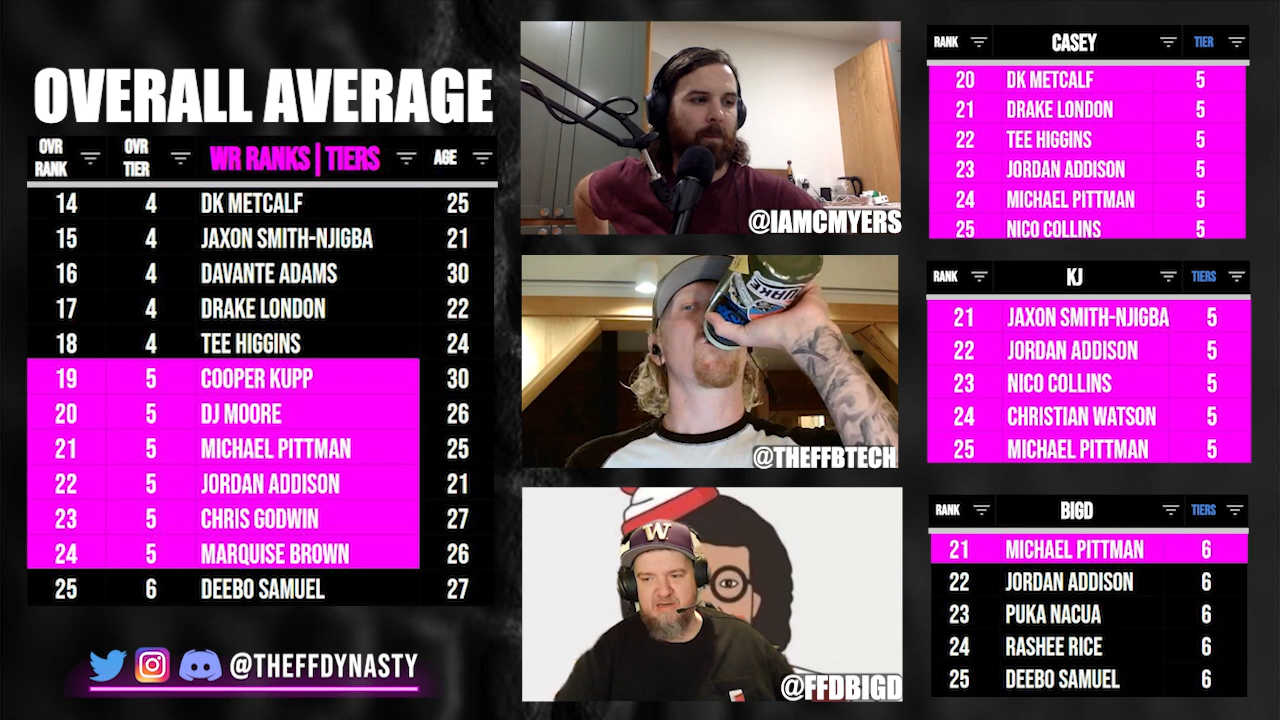 OVERALL AVERAGE
OVR RANK OVR TIER WR RANKS | TIERS AGE
14 4 DK METCALF 25
15 4 JAXON SMITH-NJIGBA 21
16 4 DAVANTE ADAMS 30
17 4 DRAKE LONDON 22
18 4 TEE HIGGINS 24
19 5 COOPER KUPP 30
20 5 DJ MOORE 26
21 5 MICHAEL PITTMAN 25
22 5 JORDAN ADDISON 21
23 5 CHRIS GODWIN 27
24 5 MARQUISE BROWN 26
25 6 DEEBO SAMUEL 27
@THEFFDYNASTY
@IAMCMYERS
@THEFFBTECH
W
@FFDBIGD
RANK CASEY TIER
20 DK METCALF 5
21 DRAKE LONDON 5
22 TEE HIGGINS 5
23 JORDAN ADDISON 5
24 MICHAEL PITTMAN 5
25 NICO COLLINS 5
RANK KJ TIERS
21 JAXON SMITH-NJIGBA 5
22 JORDAN ADDISON 5
23 NICO COLLINS 5
24 CHRISTIAN WATSON 5
25 MICHAEL PITTMAN 5
RANK BIGD TIERS
21 MICHAEL PITTMAN 6
22 JORDAN ADDISON 6
23 PUKA NACUA 6
24 RASHEE RICE 6
25 DEEBO SAMUEL 6